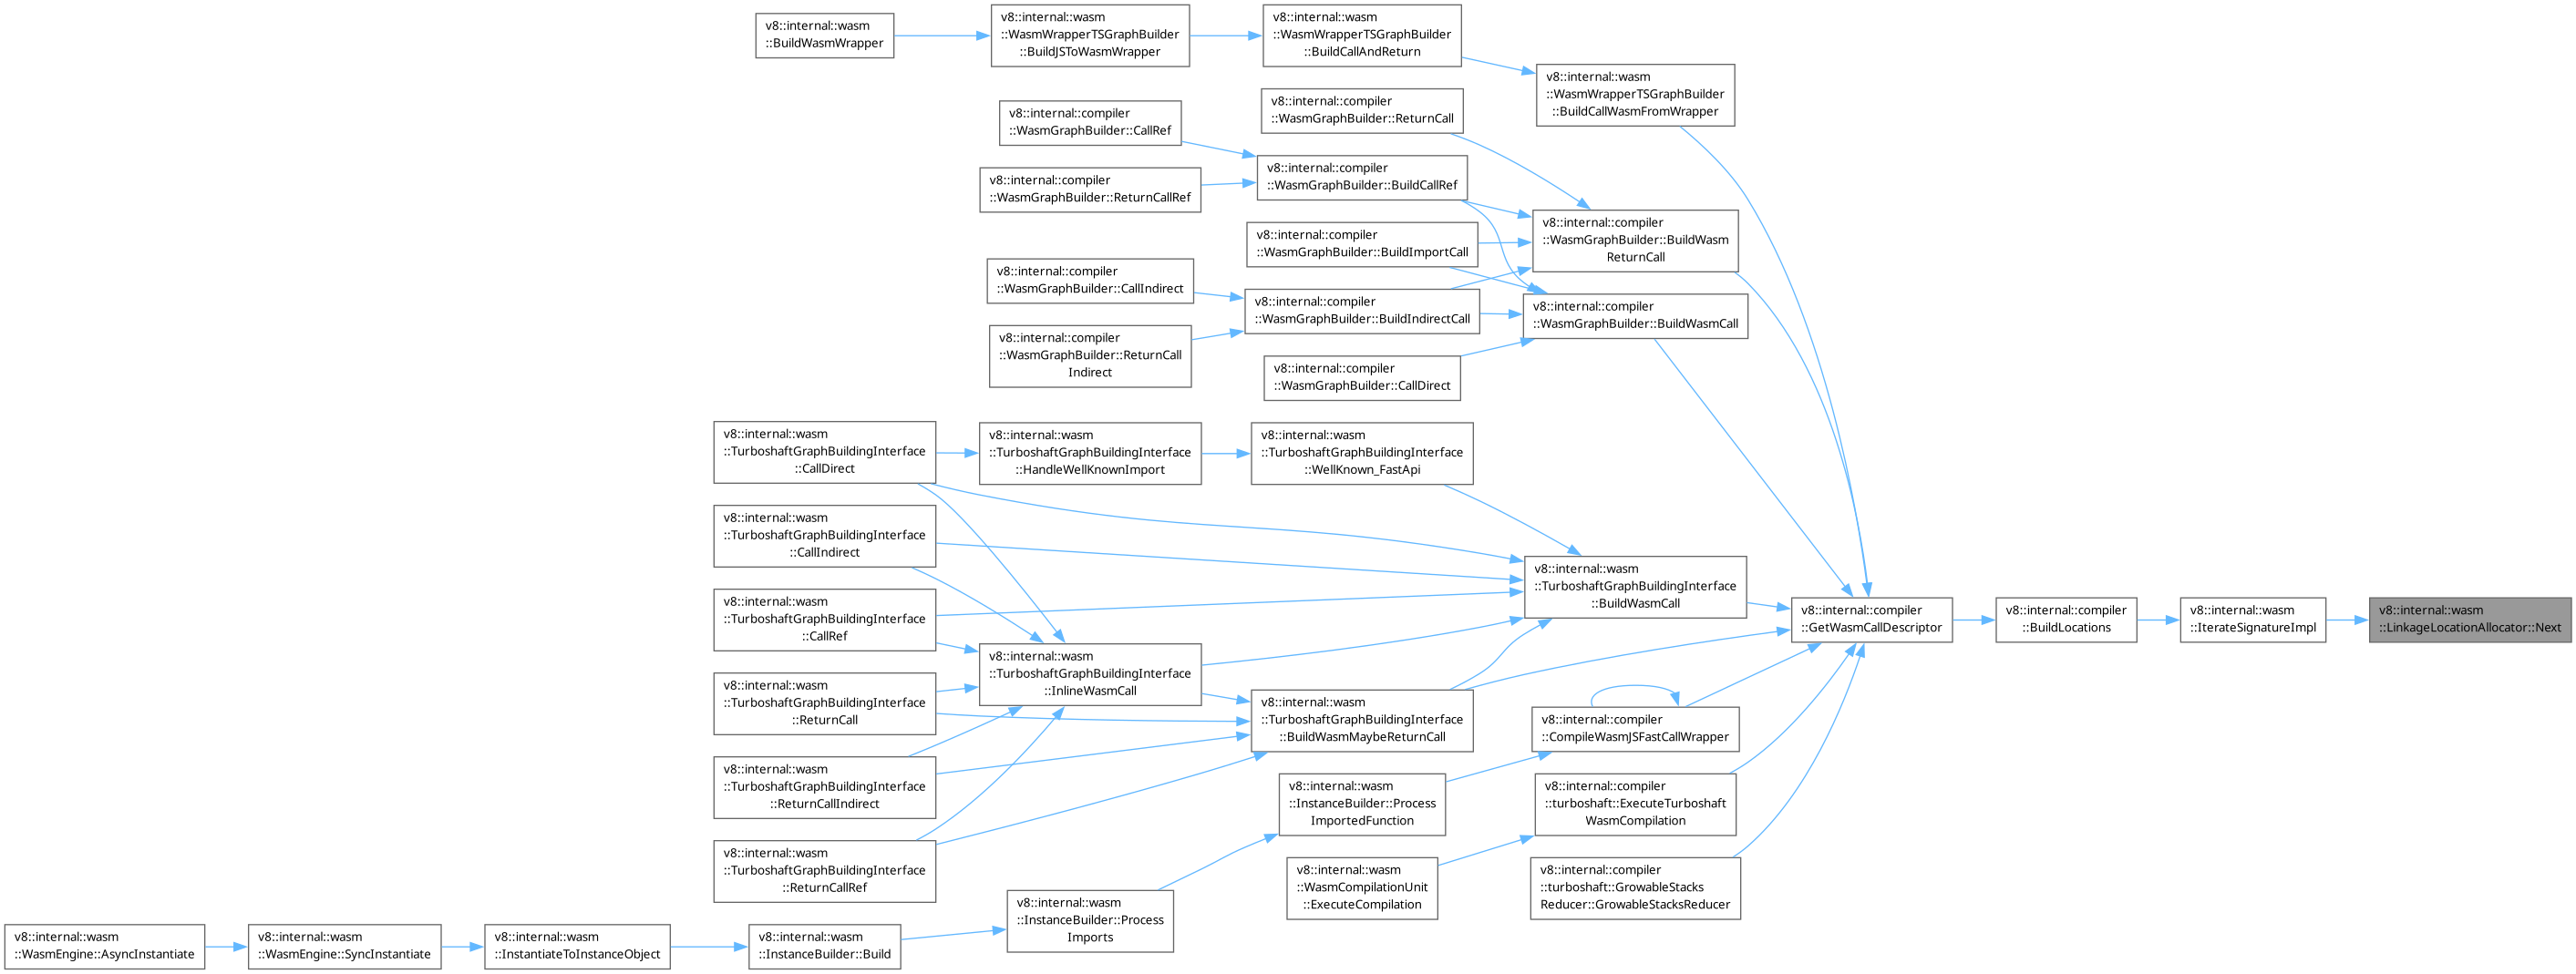 v8::internal::wasm
::BuildWasmWrapper
v8::internal::wasm
::WasmWrapperTSGraphBuilder
::BuildJSToWasmWrapper
v8::internal::wasm
::WasmWrapperTSGraphBuilder
::BuildCallAndReturn
v8::internal::wasm
::WasmWrapperTSGraphBuilder
::BuildCallWasmFromWrapper
v8::internal::compiler
::WasmGraphBuilder::CallRef
v8::internal::compiler
::WasmGraphBuilder::ReturnCall
v8::internal::compiler
::WasmGraphBuilder::ReturnCallRef
v8::internal::compiler
::WasmGraphBuilder::BuildCallRef
v8::internal::compiler
::WasmGraphBuilder::BuildImportCall
v8::internal::compiler
::WasmGraphBuilder::BuildWasm
ReturnCall
v8::internal::compiler
::WasmGraphBuilder::CallIndirect
v8::internal::compiler
::WasmGraphBuilder::BuildIndirectCall
v8::internal::compiler
::WasmGraphBuilder::BuildWasmCall
v8::internal::compiler
::WasmGraphBuilder::ReturnCall
Indirect
v8::internal::compiler
::WasmGraphBuilder::CallDirect
v8::internal::wasm
::TurboshaftGraphBuildingInterface
::CallDirect
v8::internal::wasm
::TurboshaftGraphBuildingInterface
::HandleWellKnownImport
v8::internal::wasm
::TurboshaftGraphBuildingInterface
::WellKnown_FastApi
v8::internal::wasm
::TurboshaftGraphBuildingInterface
::CallIndirect
v8::internal::wasm
::TurboshaftGraphBuildingInterface
::BuildWasmCall
v8::internal::wasm
::TurboshaftGraphBuildingInterface
::CallRef
v8::internal::compiler
::GetWasmCallDescriptor
v8::internal::compiler
::BuildLocations
v8::internal::wasm
::IterateSignatureImpl
v8::internal::wasm
::LinkageLocationAllocator::Next
v8::internal::wasm
::TurboshaftGraphBuildingInterface
::InlineWasmCall
v8::internal::wasm
::TurboshaftGraphBuildingInterface
::ReturnCall
v8::internal::wasm
::TurboshaftGraphBuildingInterface
::BuildWasmMaybeReturnCall
v8::internal::compiler
::CompileWasmJSFastCallWrapper
v8::internal::wasm
::TurboshaftGraphBuildingInterface
::ReturnCallIndirect
v8::internal::wasm
::InstanceBuilder::Process
ImportedFunction
v8::internal::compiler
::turboshaft::ExecuteTurboshaft
WasmCompilation
v8::internal::wasm
::TurboshaftGraphBuildingInterface
::ReturnCallRef
v8::internal::wasm
::WasmCompilationUnit
::ExecuteCompilation
v8::internal::compiler
::turboshaft::GrowableStacks
Reducer::GrowableStacksReducer
v8::internal::wasm
::InstanceBuilder::Process
Imports
v8::internal::wasm
::WasmEngine::AsyncInstantiate
v8::internal::wasm
::WasmEngine::SyncInstantiate
v8::internal::wasm
::InstantiateToInstanceObject
v8::internal::wasm
::InstanceBuilder::Build